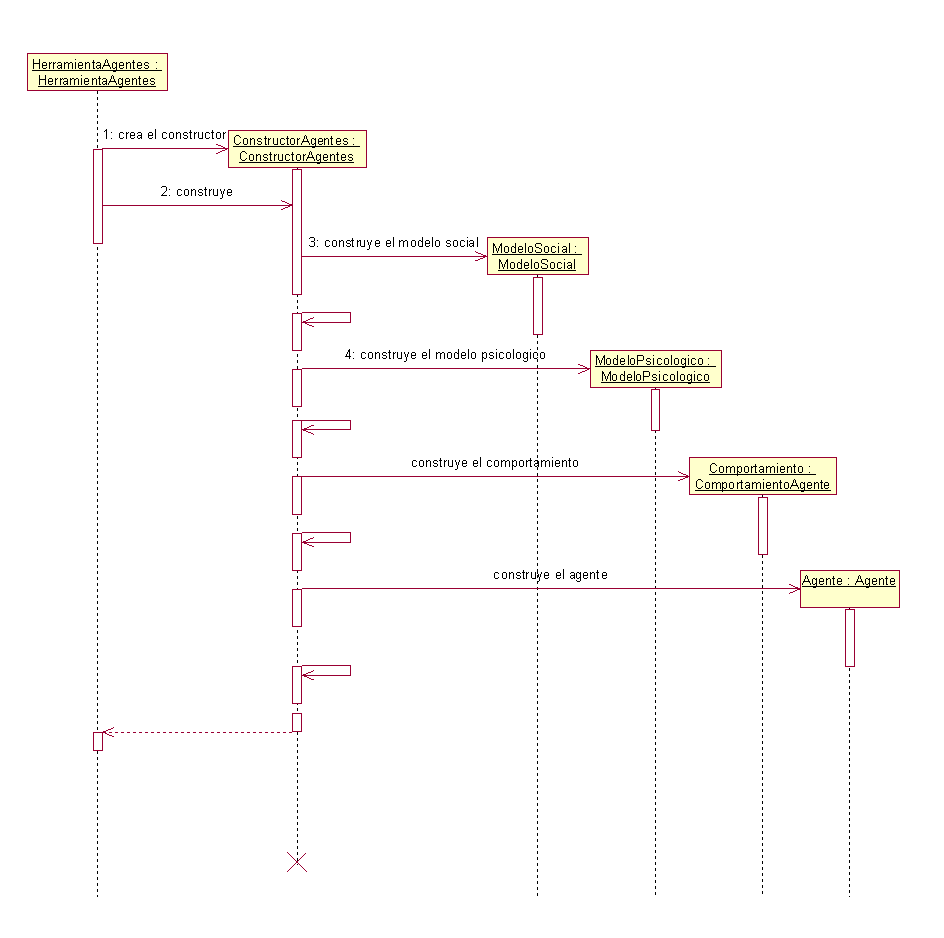 HerramientaAgentes :
HerramientaAgentes
1: crea el constructor
ConstructorAgentes :
ConstructorAgentes
2: construye
3: construye el modelo social
ModeloSocial :
ModeloSocial
4: construye el modelo psicologico
ModeloPsicologico :
ModeloPsicologico
construye el comportamiento
Comportamiento :
ComportamientoAgente
construye el agente
Agente : Agente